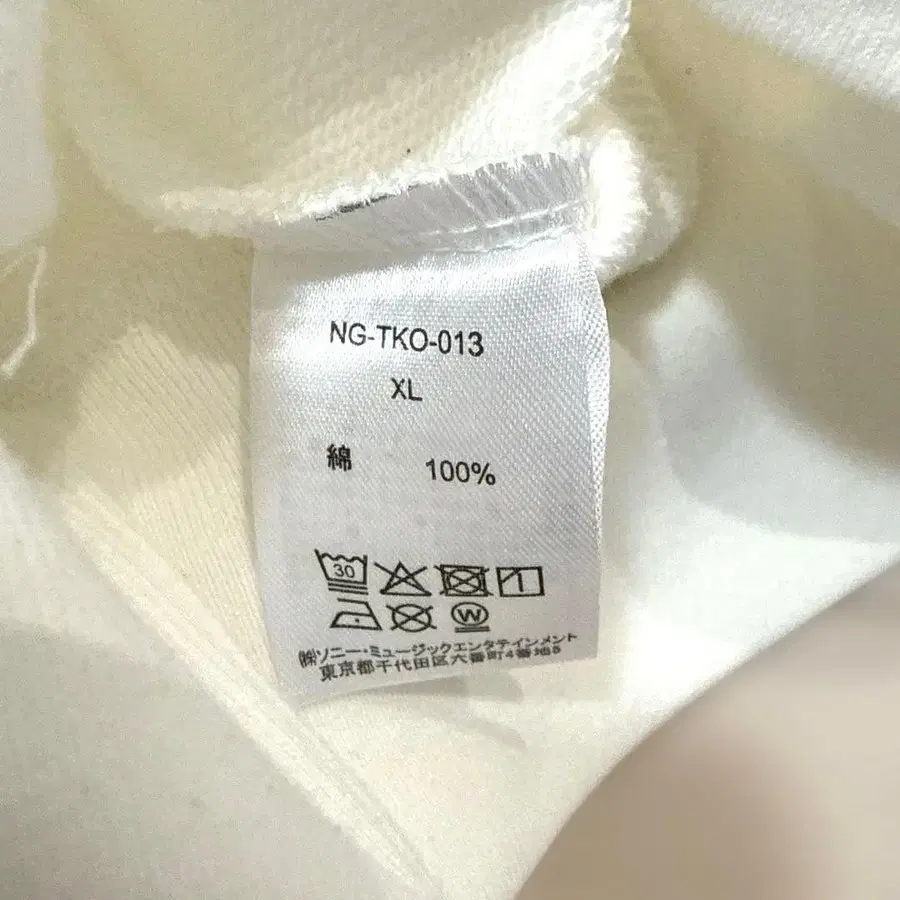 NG-TKO-013
XL
綿 100%
30
W
㈱ソニー・ミュージックエンタテインメント
東京都千代田区六番町4番地5